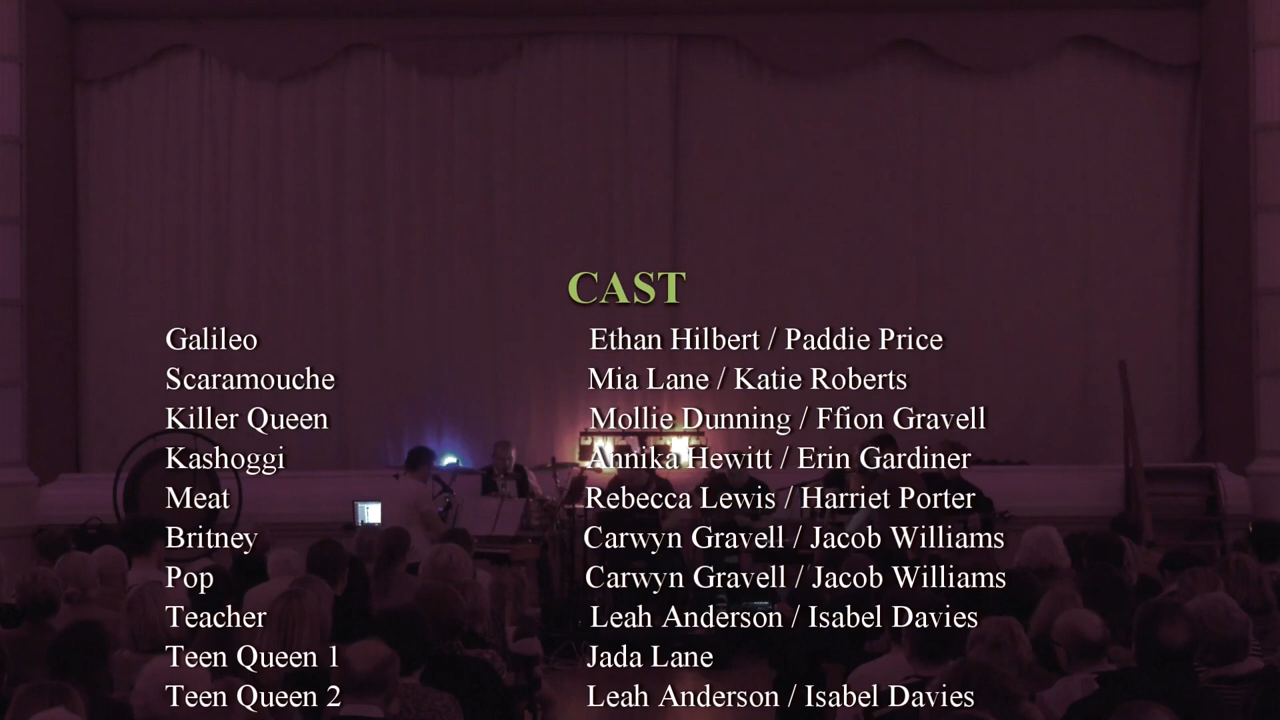 CAST
Galileo Ethan Hilbert / Paddie Price
Scaramouche Mia Lane / Katie Roberts
Killer Queen Mollie Dunning / Ffion Gravell
Kashoggi Annika Hewitt / Erin Gardiner
Meat Rebecca Lewis / Harriet Porter
Britney Carwyn Gravell / Jacob Williams
Pop Carwyn Gravell / Jacob Williams
Teacher Leah Anderson / Isabel Davies
Teen Queen 1 Jada Lane
Teen Queen 2 Leah Anderson / Isabel Davies